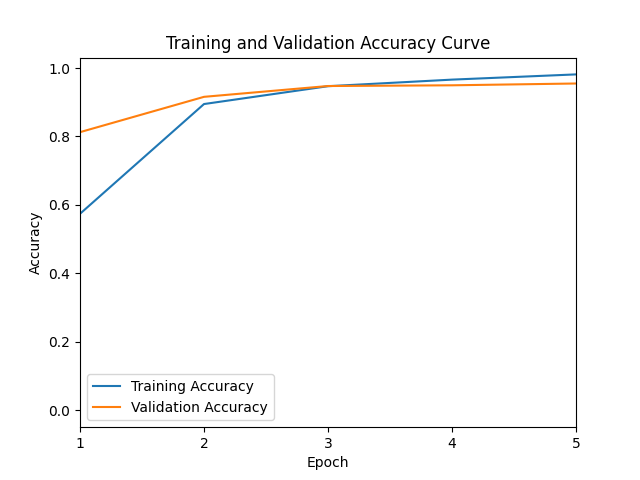 Training and Validation Accuracy Curve
1.0
0.8
0.6
0.4
0.2
0.0
Accuracy
Training Accuracy
Validation Accuracy
1 2 3 4 5
Epoch